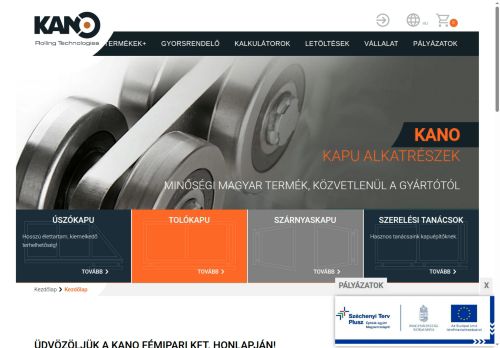 KANO
Rolling Technologies
HU
0
TERMÉKEK+ GYORSRENDELŐ KALKULÁTOROK LETÖLTÉSEK VÁLLALAT PÁLYÁZATOK
KANO
KAPU ALKATRÉSZEK
MINŐSÉGI MAGYAR TERMÉK, KÖZVETLENÜL A GYÁRTÓTÓL
ÚSZÓKAPU
Hosszú élettartam, kiemelkedő terhelhetőség!
TOVÁBB
TOLÓKAPU
TOVÁBB
SZÁRNYASKAPU
TOVÁBB
SZERELÉSI TANÁCSOK
Hasznos tanácsaink kapuépítőknek.
TOVÁBB
Kezdőlap Kezdőlap
PÁLYÁZATOK X
Széchenyi Terv Plusz
ÜDVÖZÖLJÜK A KANO FÉMIPARI KFT. HONLAPJÁN!